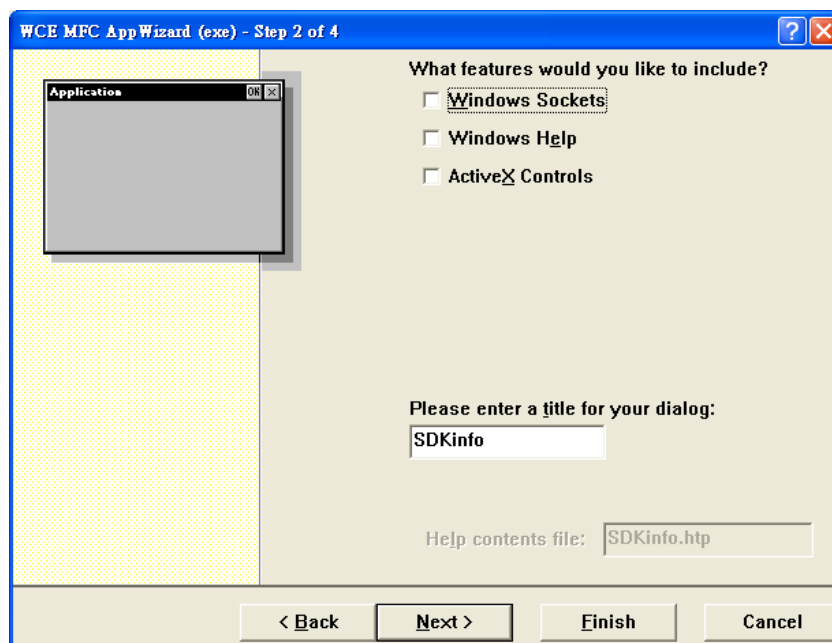 WCE MFC AppWizard (exe) - Step 2 of 4
Application OK
What features would you like to include?
Windows Sockets
Windows Help
ActiveX Controls
Please enter a title for your dialog:
SDKinfo
Help contents file: SDKinfo.htp
< Back Next > Finish Cancel